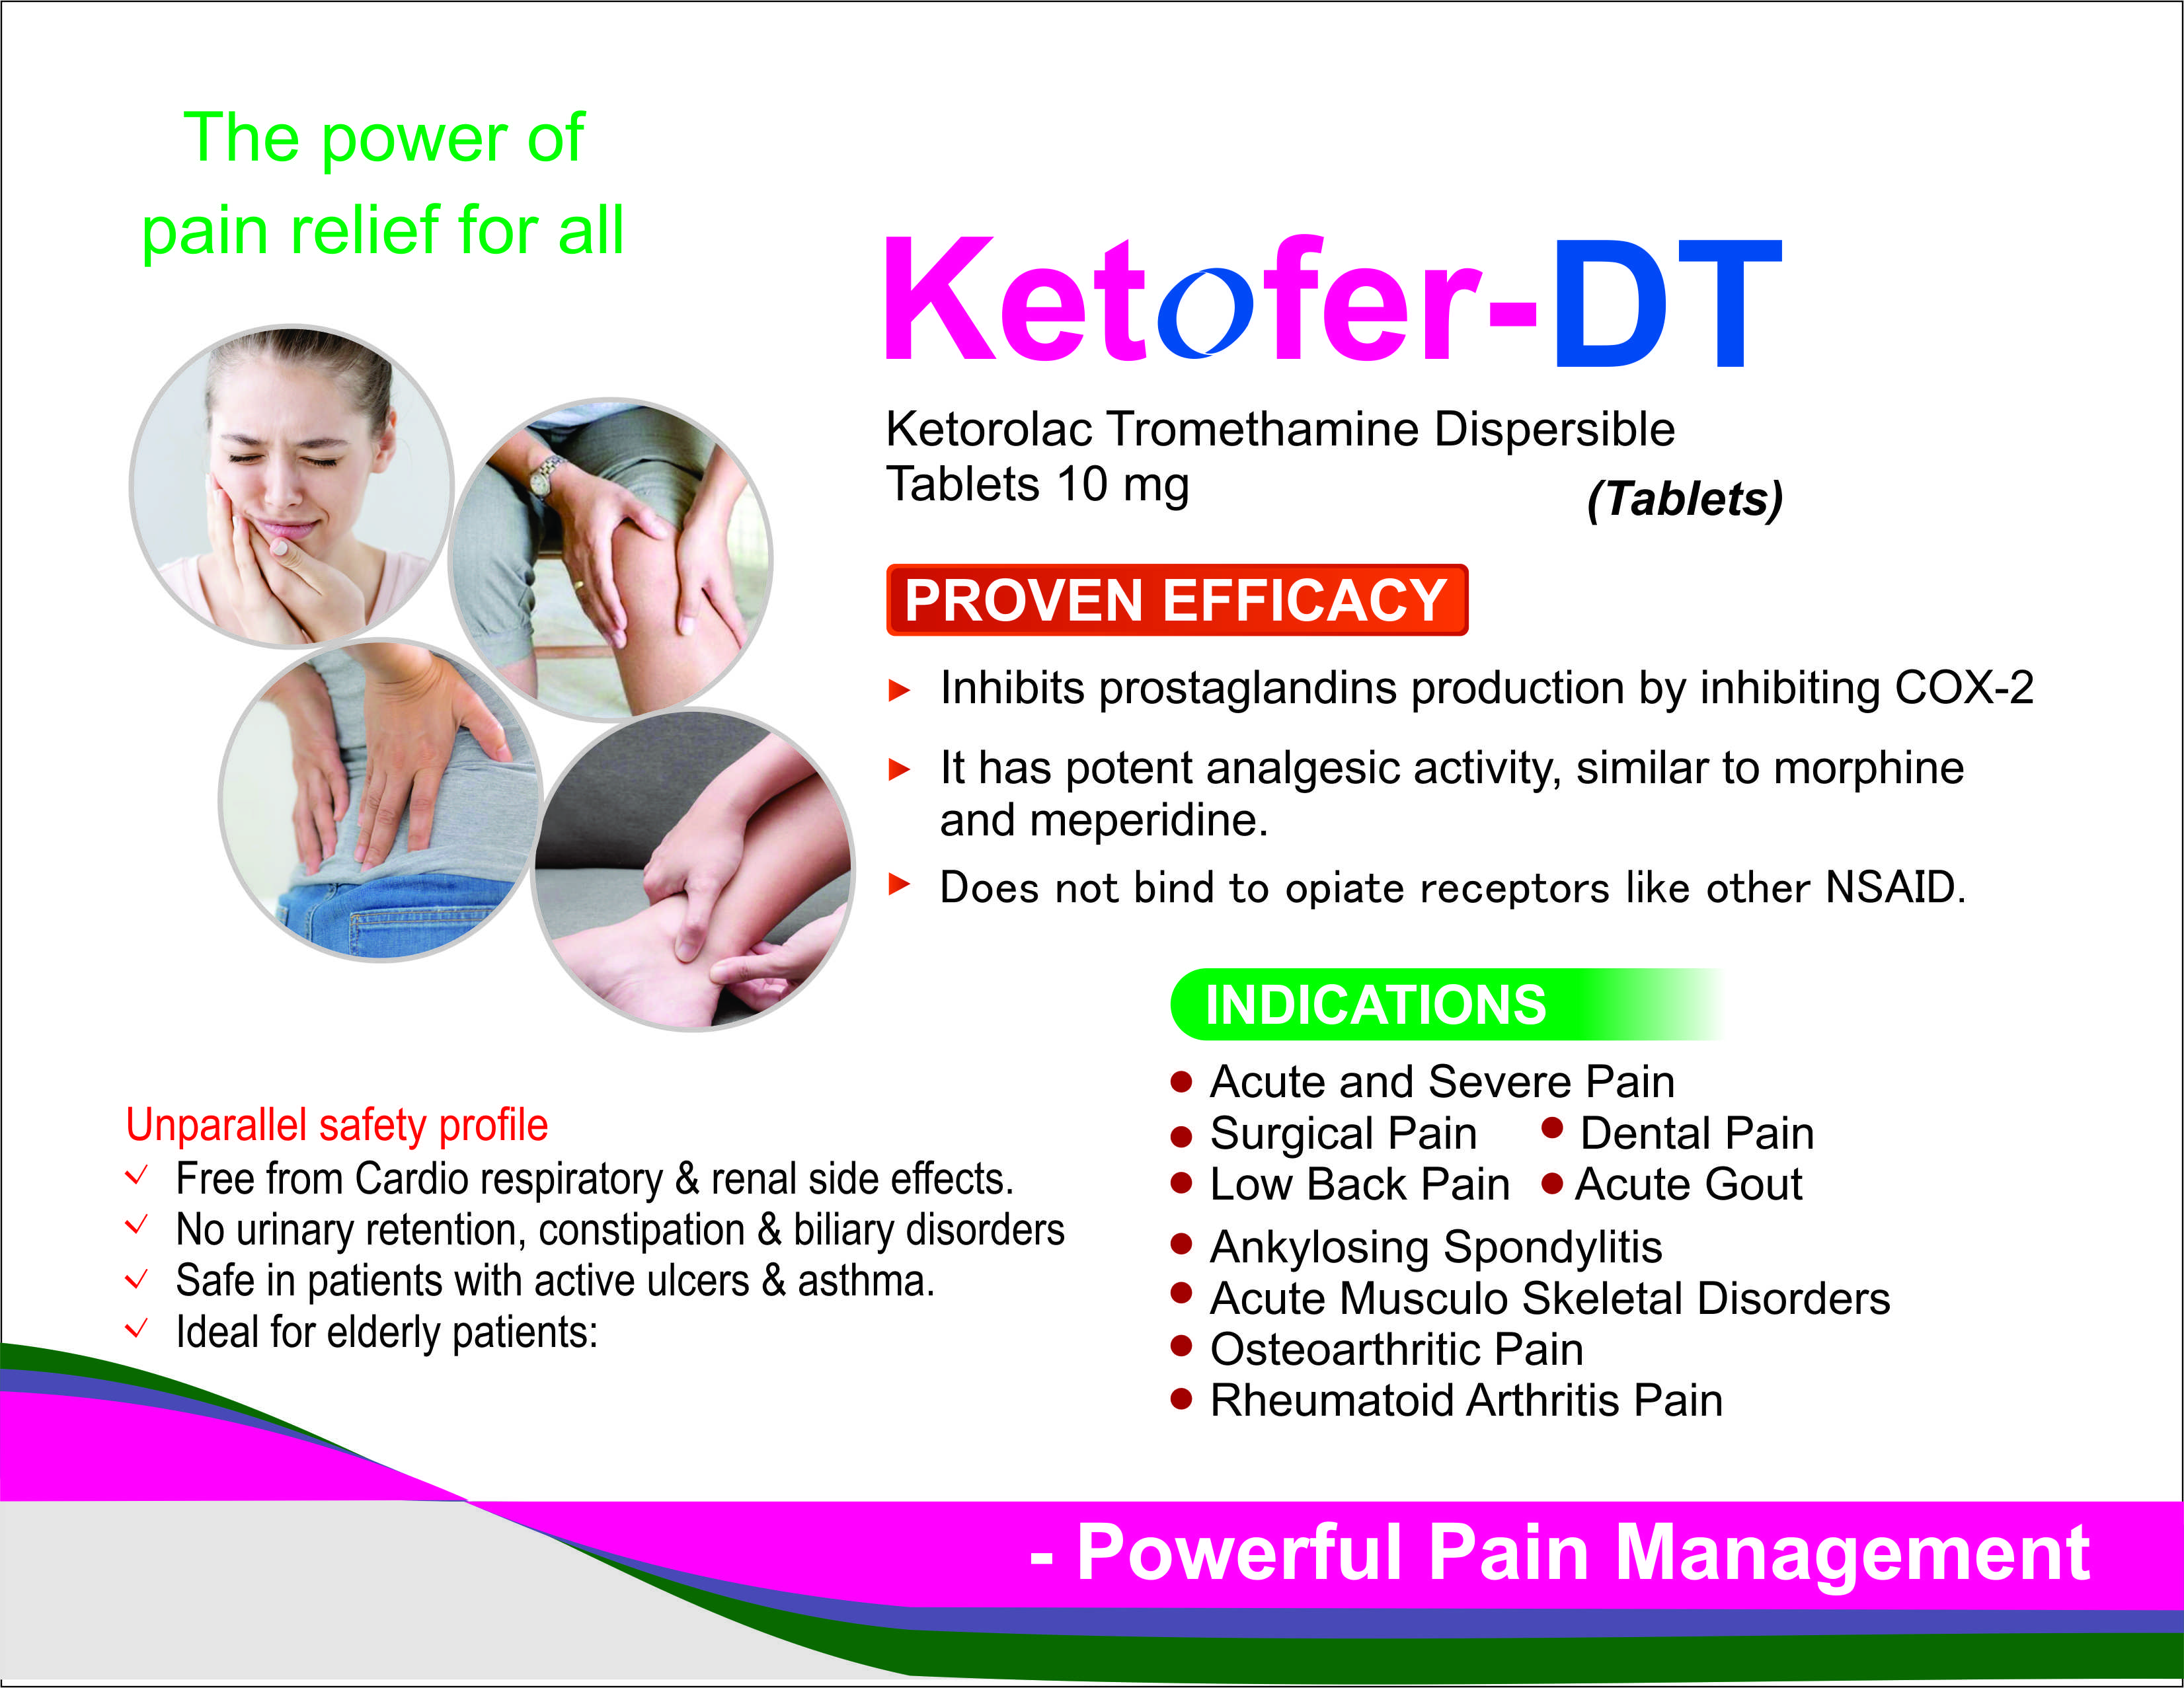 The power of
pain relief for all
Ketofer-DT
Ketorolac Tromethamine Dispersible
Tablets 10 mg
(Tablets)
PROVEN EFFICACY
Inhibits prostaglandins production by inhibiting COX-2
It has potent analgesic activity, similar to morphine
and meperidine.
Does not bind to opiate receptors like other NSAID.
INDICATIONS
Acute and Severe Pain
Surgical Pain
Dental Pain
Low Back Pain
Acute Gout
Ankylosing Spondylitis
Acute Musculo Skeletal Disorders
Osteoarthritic Pain
Rheumatoid Arthritis Pain
Unparallel safety profile
Free from Cardio respiratory & renal side effects.
No urinary retention, constipation & biliary disorders
Safe in patients with active ulcers & asthma.
Ideal for elderly patients:
- Powerful Pain Management